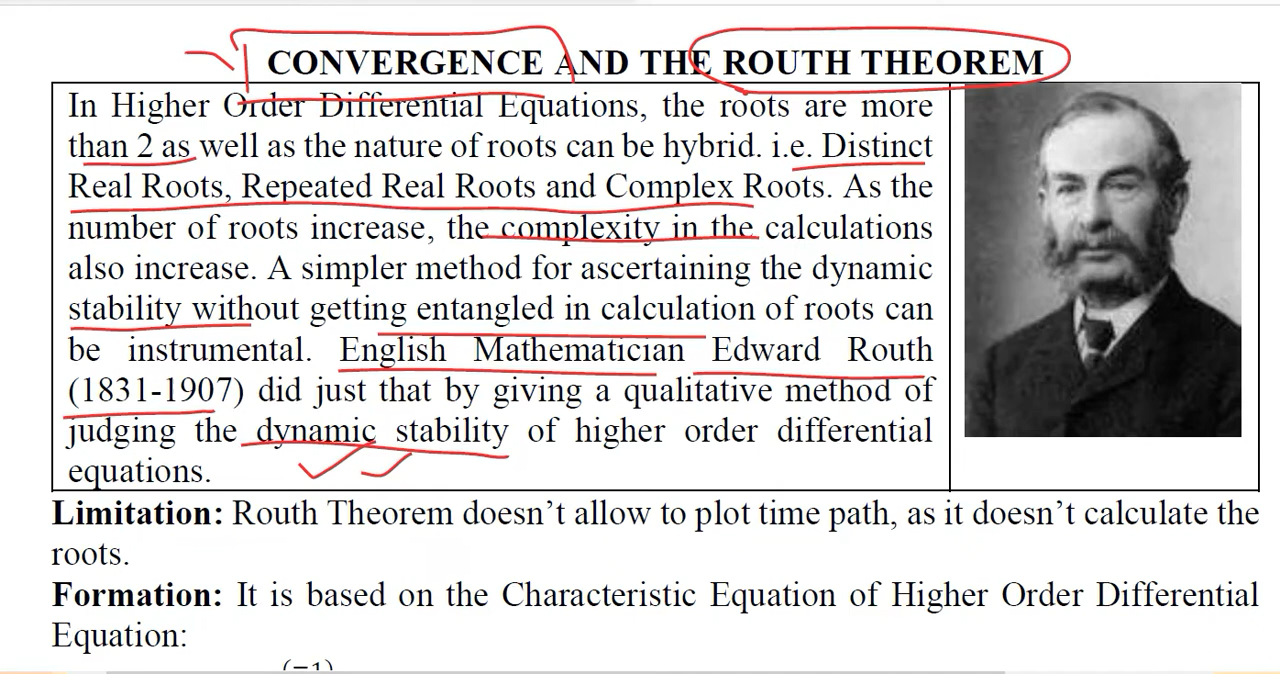 CONVERGENCE AND THE ROUTH THEOREM
In Higher Order Differential Equations, the roots are more
than 2 as well as the nature of roots can be hybrid. i.e. Distinct
Real Roots, Repeated Real Roots and Complex Roots. As the
number of roots increase, the complexity in the calculations
also increase. A simpler method for ascertaining the dynamic
stability without getting entangled in calculation of roots can
be instrumental. English Mathematician Edward Routh
(1831-1907) did just that by giving a qualitative method of
judging the dynamic stability of higher order differential
equations.
Limitation: Routh Theorem doesn’t allow to plot time path, as it doesn’t calculate the
roots.
Formation: It is based on the Characteristic Equation of Higher Order Differential
Equation: